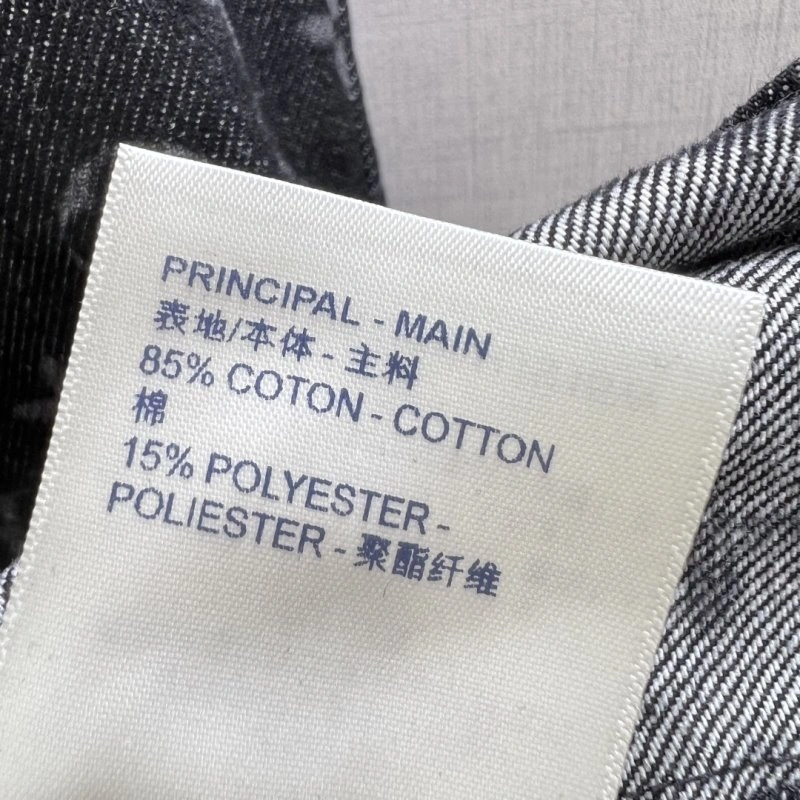 PRINCIPAL - MAIN
表地/本体 - 主料
85% COTON - COTTON
棉
15% POLYESTER -
POLIESTER - 聚酯纤维